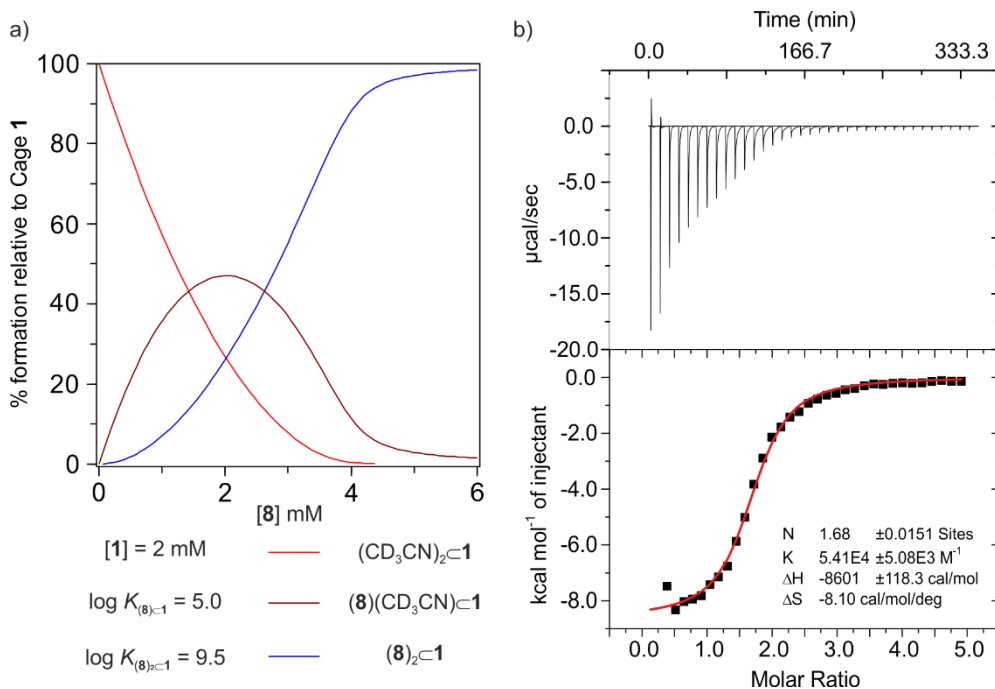 a)
% formation relative to Cage 1
100
80
60
40
20
0
0 2 4 6
[8] mM
[1] = 2 mM (CD₃CN)₂⊂1
log K(8)⊂1 = 5.0 (8)(CD₃CN)⊂1
log K(8)₂⊂1 = 9.5 (8)₂⊂1
b)
Time (min)
0.0 166.7 333.3
µcal/sec
0.0
-5.0
-10.0
-15.0
-20.0
kcal mol⁻¹ of injectant
0.0
-2.0
-4.0
-6.0
-8.0
N 1.68 ±0.0151 Sites
K 5.41E4 ±5.08E3 M⁻¹
ΔH -8601 ±118.3 cal/mol
ΔS -8.10 cal/mol/deg
0.0 1.0 2.0 3.0 4.0 5.0
Molar Ratio